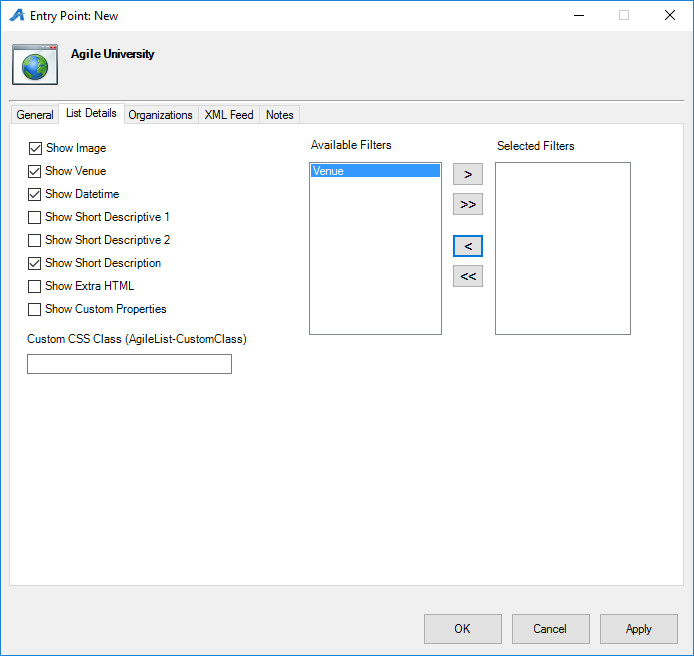 Entry Point: New
Agile University
General
List Details
Organizations
XML Feed
Notes
Show Image
Show Venue
Show Datetime
Show Short Descriptive 1
Show Short Descriptive 2
Show Short Description
Show Extra HTML
Show Custom Properties
Custom CSS Class (AgileList-CustomClass)
Available Filters
Venue
>
>>
<
<<
Selected Filters
OK
Cancel
Apply